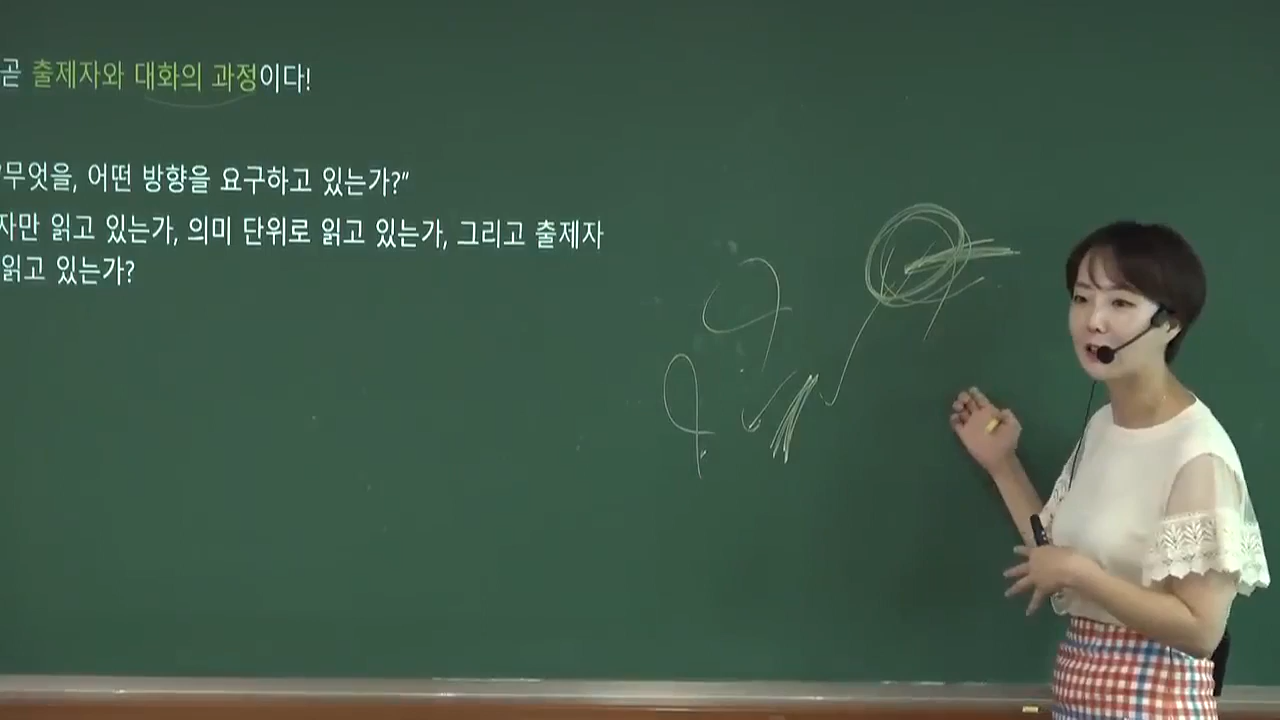 곧 출제자와 대화의 과정이다!
"무엇을, 어떤 방향을 요구하고 있는가?"
자만 읽고 있는가, 의미 단위로 읽고 있는가, 그리고 출제자
읽고 있는가?